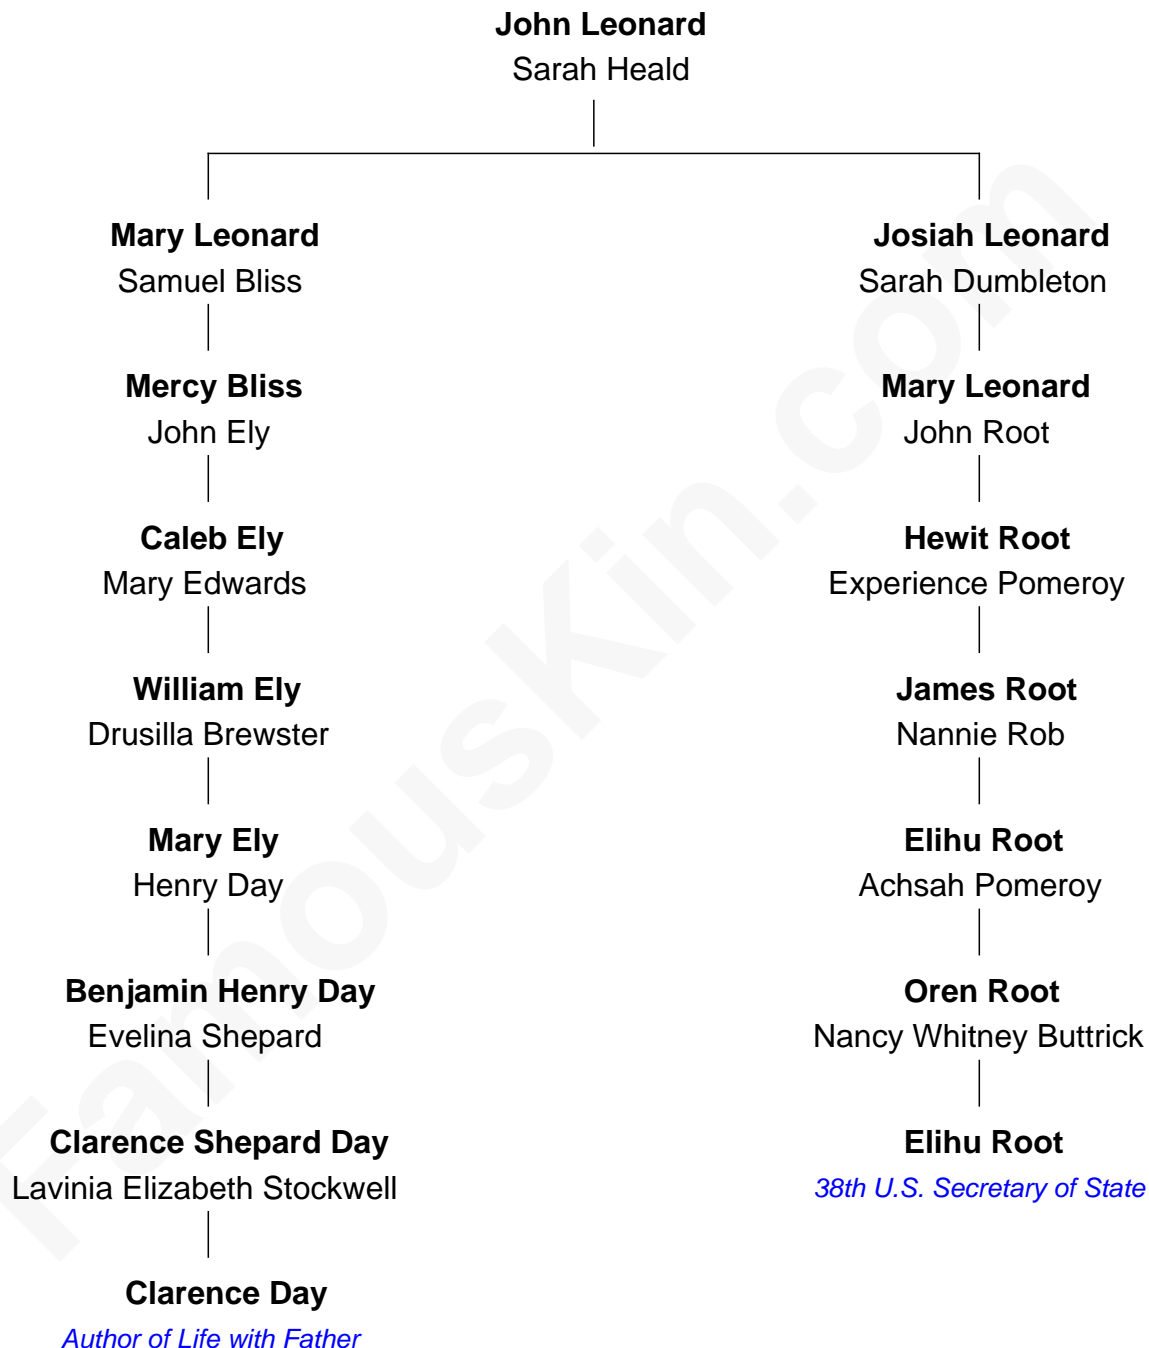 John Leonard
Sarah Heald
Mary Leonard
Samuel Bliss
Josiah Leonard
Sarah Dumbleton
Mercy Bliss
John Ely
Mary Leonard
John Root
Caleb Ely
Mary Edwards
Hewit Root
Experience Pomeroy
William Ely
Drusilla Brewster
James Root
Nannie Rob
Mary Ely
Henry Day
Elihu Root
Achsah Pomeroy
Benjamin Henry Day
Evelina Shepard
Oren Root
Nancy Whitney Buttrick
Clarence Shepard Day
Lavinia Elizabeth Stockwell
Elihu Root
38th U.S. Secretary of State
Clarence Day
Author of Life with Father
FamousKin.com